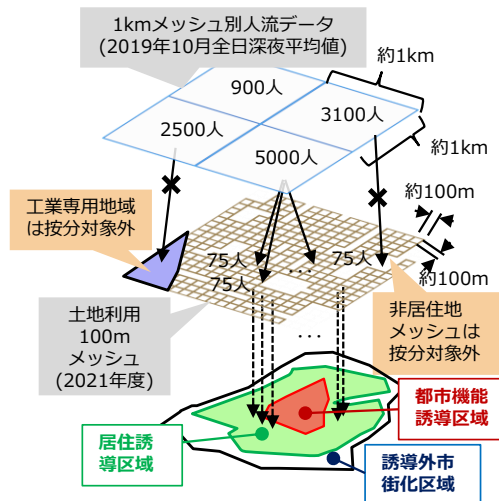 1kmメッシュ別人流データ
(2019年10月全日深夜平均値)
約1km
900人
3100人
2500人
5000人
約1km
約100m
工業専用地域
は按分対象外
75人
75人
75人
…
約100m
土地利用
100m
メッシュ
(2021年度)
非居住地
メッシュは
按分対象外
…
都市機能
誘導区域
居住誘
導区域
誘導外市
街化区域